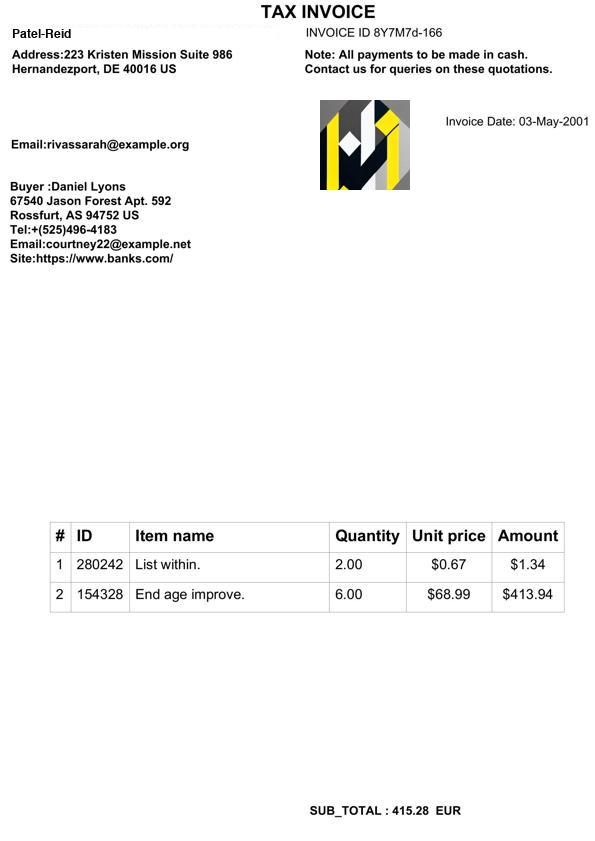 TAX INVOICE
Patel-Reid
INVOICE ID 8Y7M7d-166
Address:223 Kristen Mission Suite 986
Hernandezport, DE 40016 US
Note: All payments to be made in cash.
Contact us for queries on these quotations.
Invoice Date: 03-May-2001
Email:rivassarah@example.org
Buyer :Daniel Lyons
67540 Jason Forest Apt. 592
Rossfurt, AS 94752 US
Tel:+(525)496-4183
Email:courtney22@example.net
Site:https://www.banks.com/
# ID Item name Quantity Unit price Amount
1 280242 List within. 2.00 $0.67 $1.34
2 154328 End age improve. 6.00 $68.99 $413.94
SUB_TOTAL : 415.28 EUR